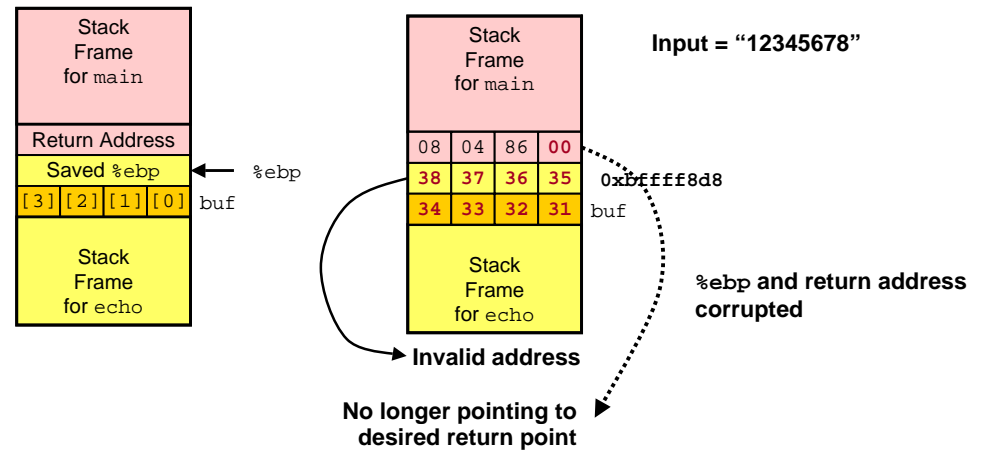 Stack
Frame
for main
Return Address
Saved %ebp
%ebp
[3] [2] [1] [0]
buf
Stack
Frame
for echo
Stack
Frame
for main
08 04 86 00
38 37 36 35
0xbffff8d8
34 33 32 31
buf
Stack
Frame
for echo
Input = “12345678”
%ebp and return address
corrupted
Invalid address
No longer pointing to
desired return point